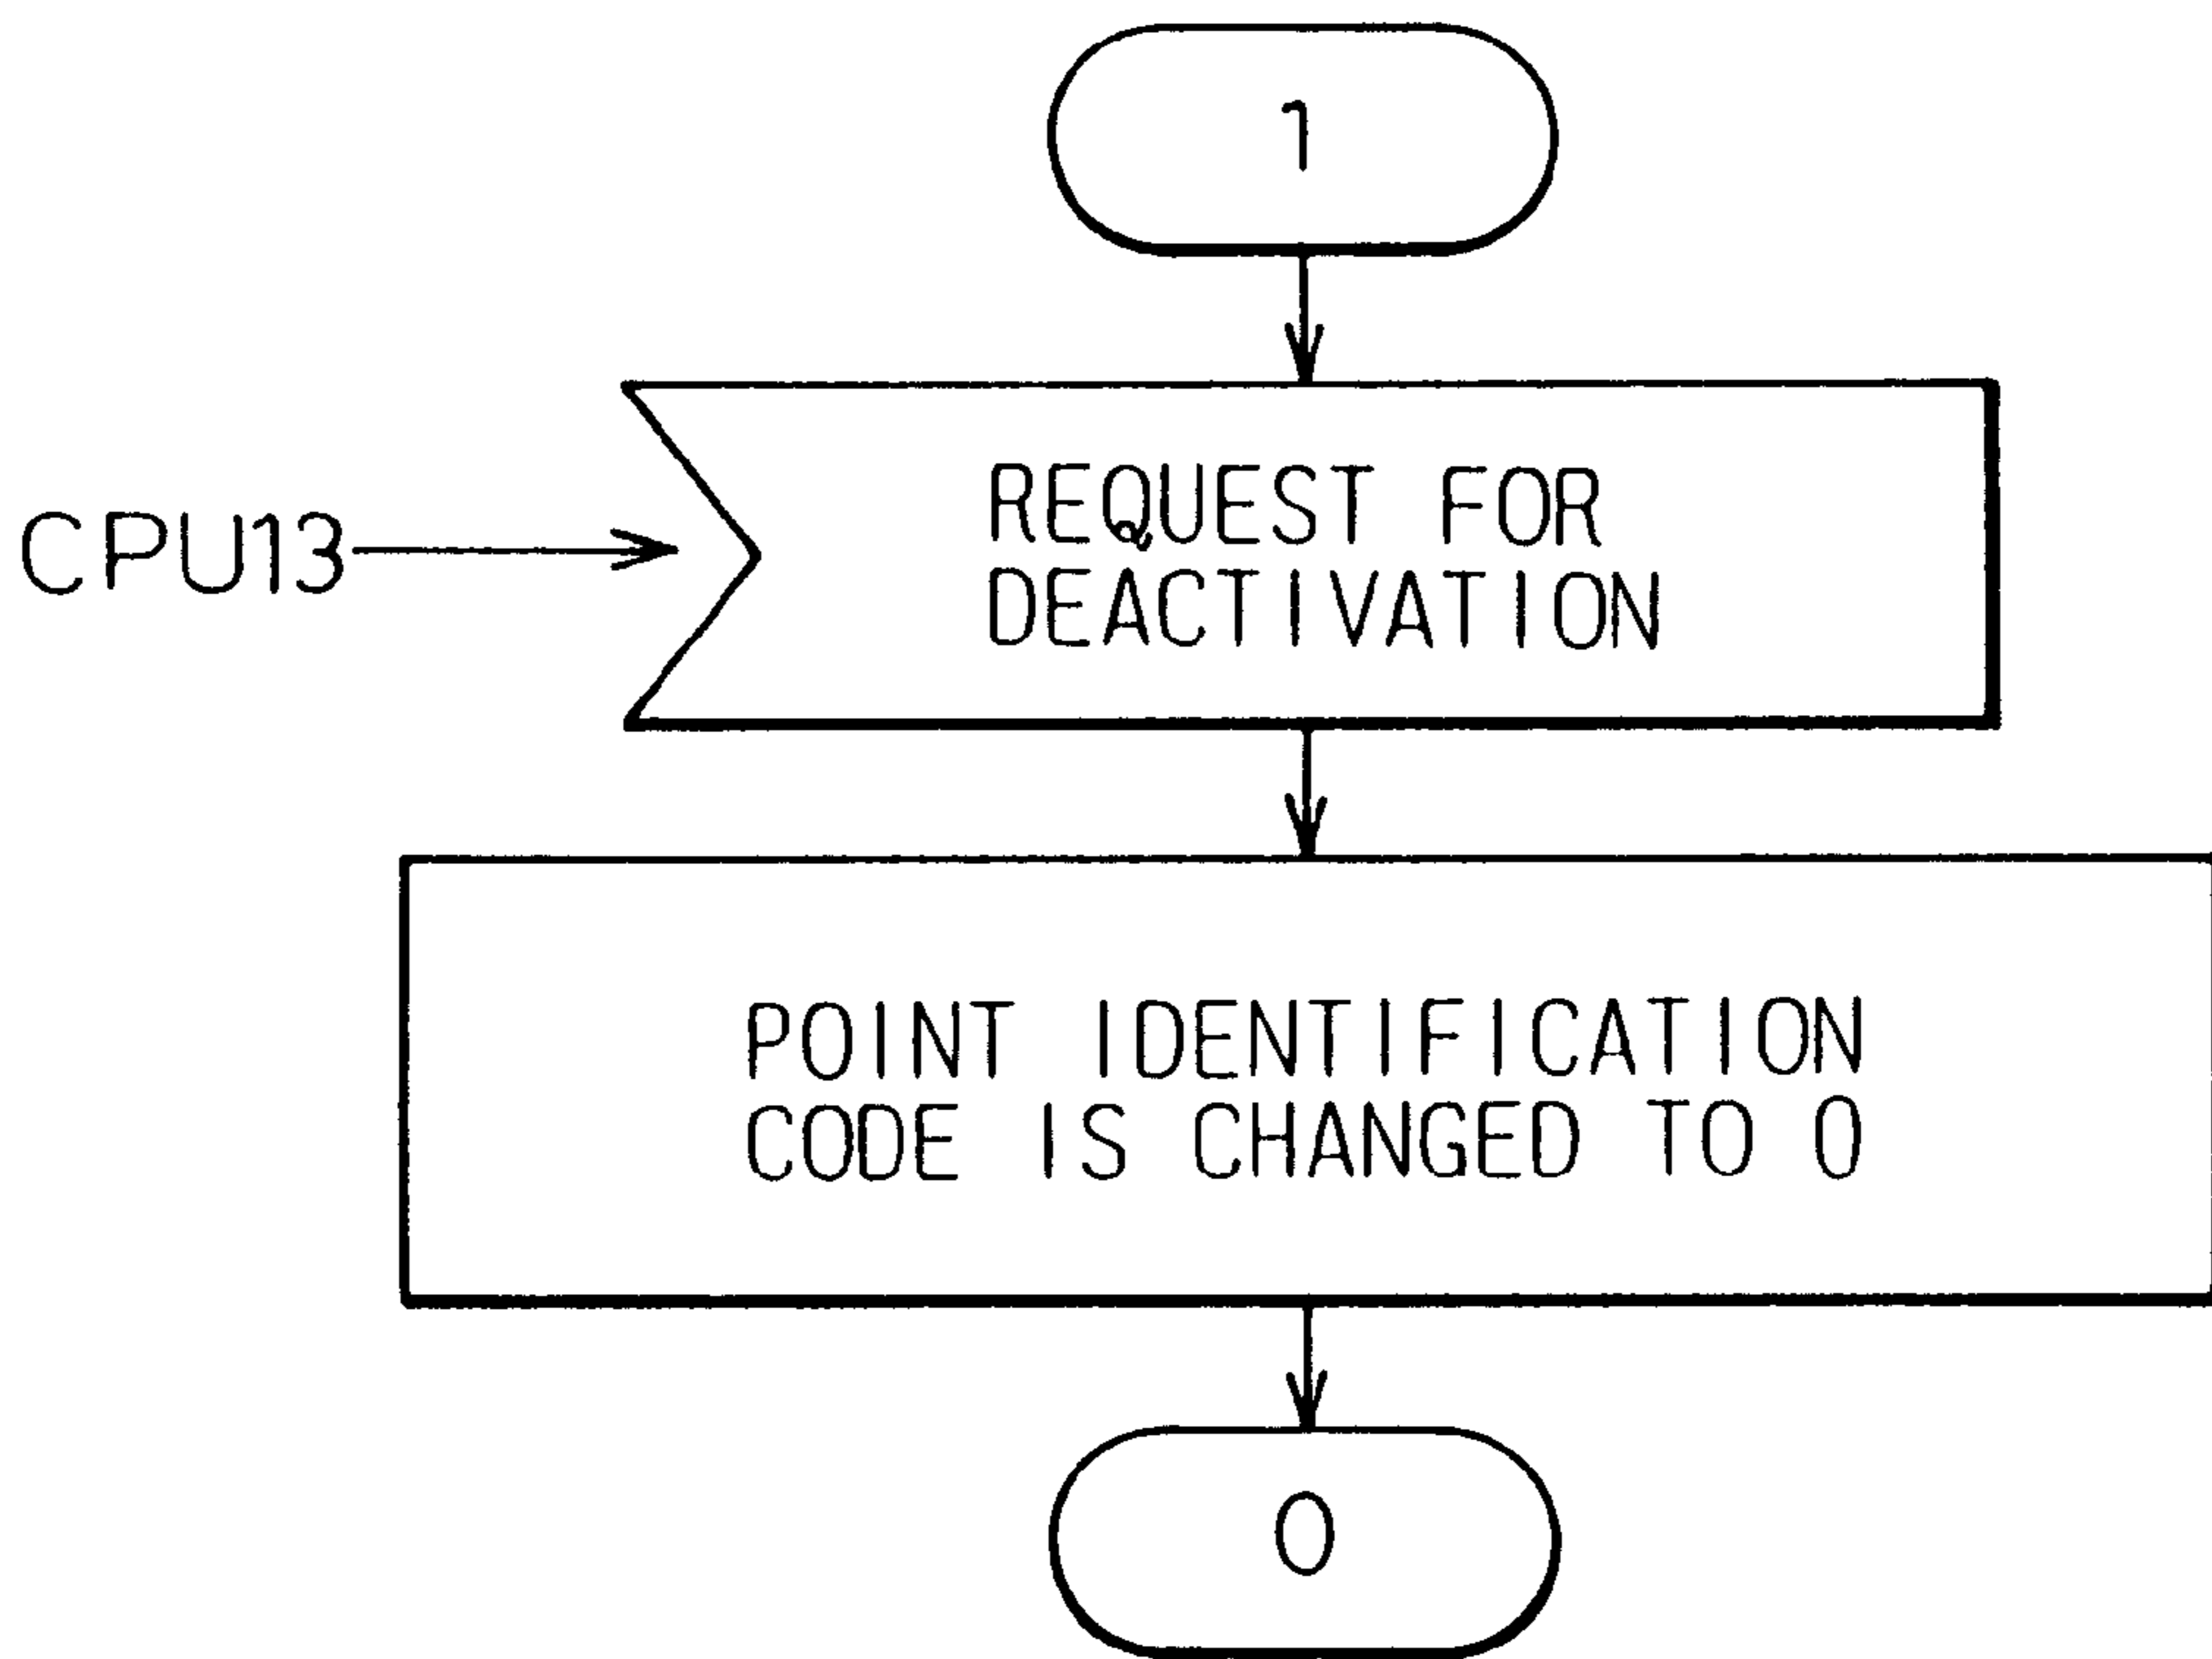 1
CPU13
REQUEST FOR
DEACTIVATION
POINT IDENTIFICATION
CODE IS CHANGED TO 0
0